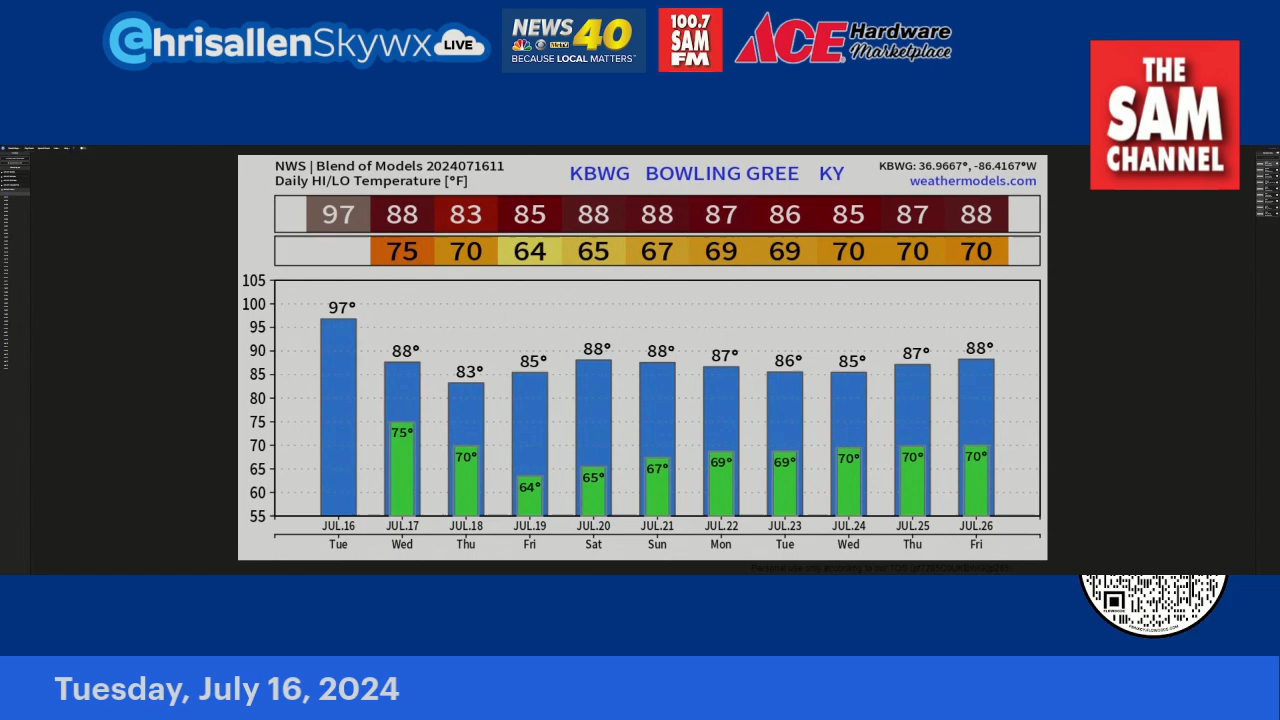 @hrisallenSkywx LIVE
NEWS 40
BECAUSE LOCAL MATTERS™
100.7
SAM
FM
ACE Hardware
Marketplace
THE
SAM
CHANNEL
NWS | Blend of Models 2024071611
Daily HI/LO Temperature [°F]
KBWG BOWLING GREE KY
KBWG: 36.9667°, -86.4167°W
weathermodels.com
97 88 83 85 88 88 87 86 85 87 88
75 70 64 65 67 69 69 70 70 70
105
100
95
90
85
80
75
70
65
60
55
97° 88° 83° 85° 88° 88° 87° 86° 85° 87° 88°
75° 70° 64° 65° 67° 69° 69° 70° 70° 70°
JUL.16 JUL.17 JUL.18 JUL.19 JUL.20 JUL.21 JUL.22 JUL.23 JUL.24 JUL.25 JUL.26
Tue Wed Thu Fri Sat Sun Mon Tue Wed Thu Fri
Tuesday, July 16, 2024